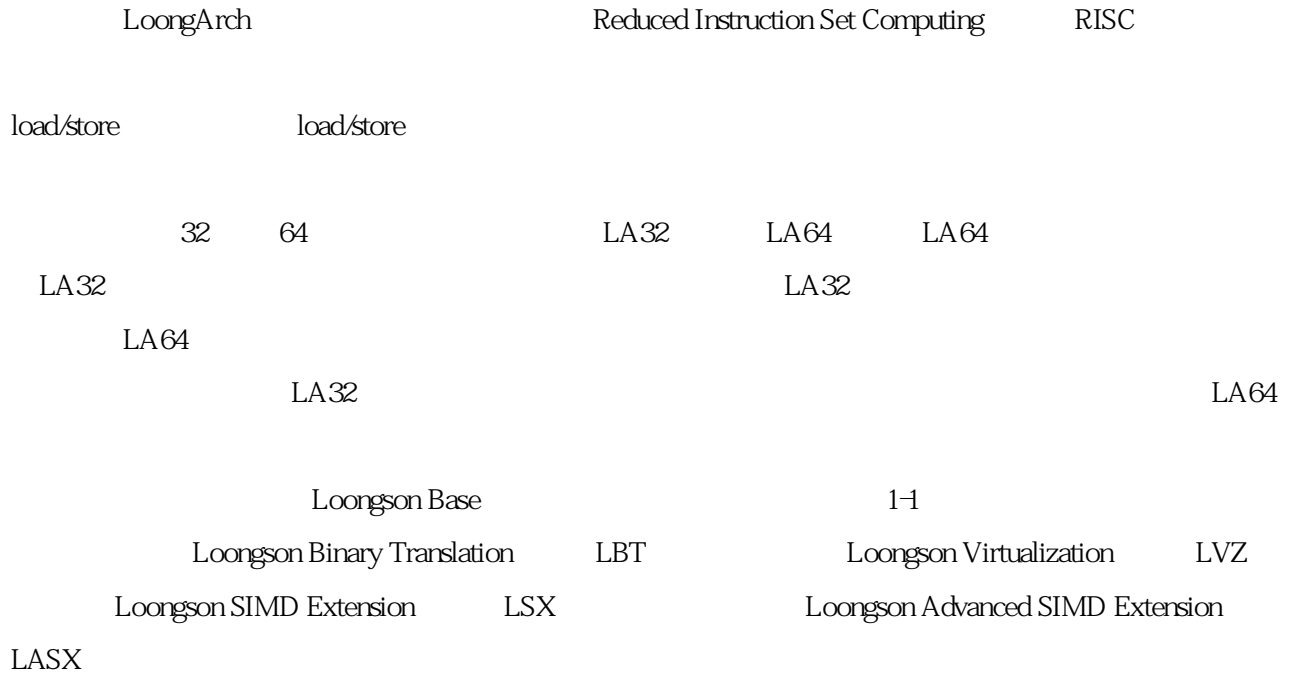 LoongArch Reduced Instruction Set Computing RISC
load/store load/store
32 64 LA32 LA64 LA64
LA32 LA32
LA64
LA32 LA64
Loongson Base 1-1
Loongson Binary Translation LBT Loongson Virtualization LVZ
Loongson SIMD Extension LSX Loongson Advanced SIMD Extension
LASX